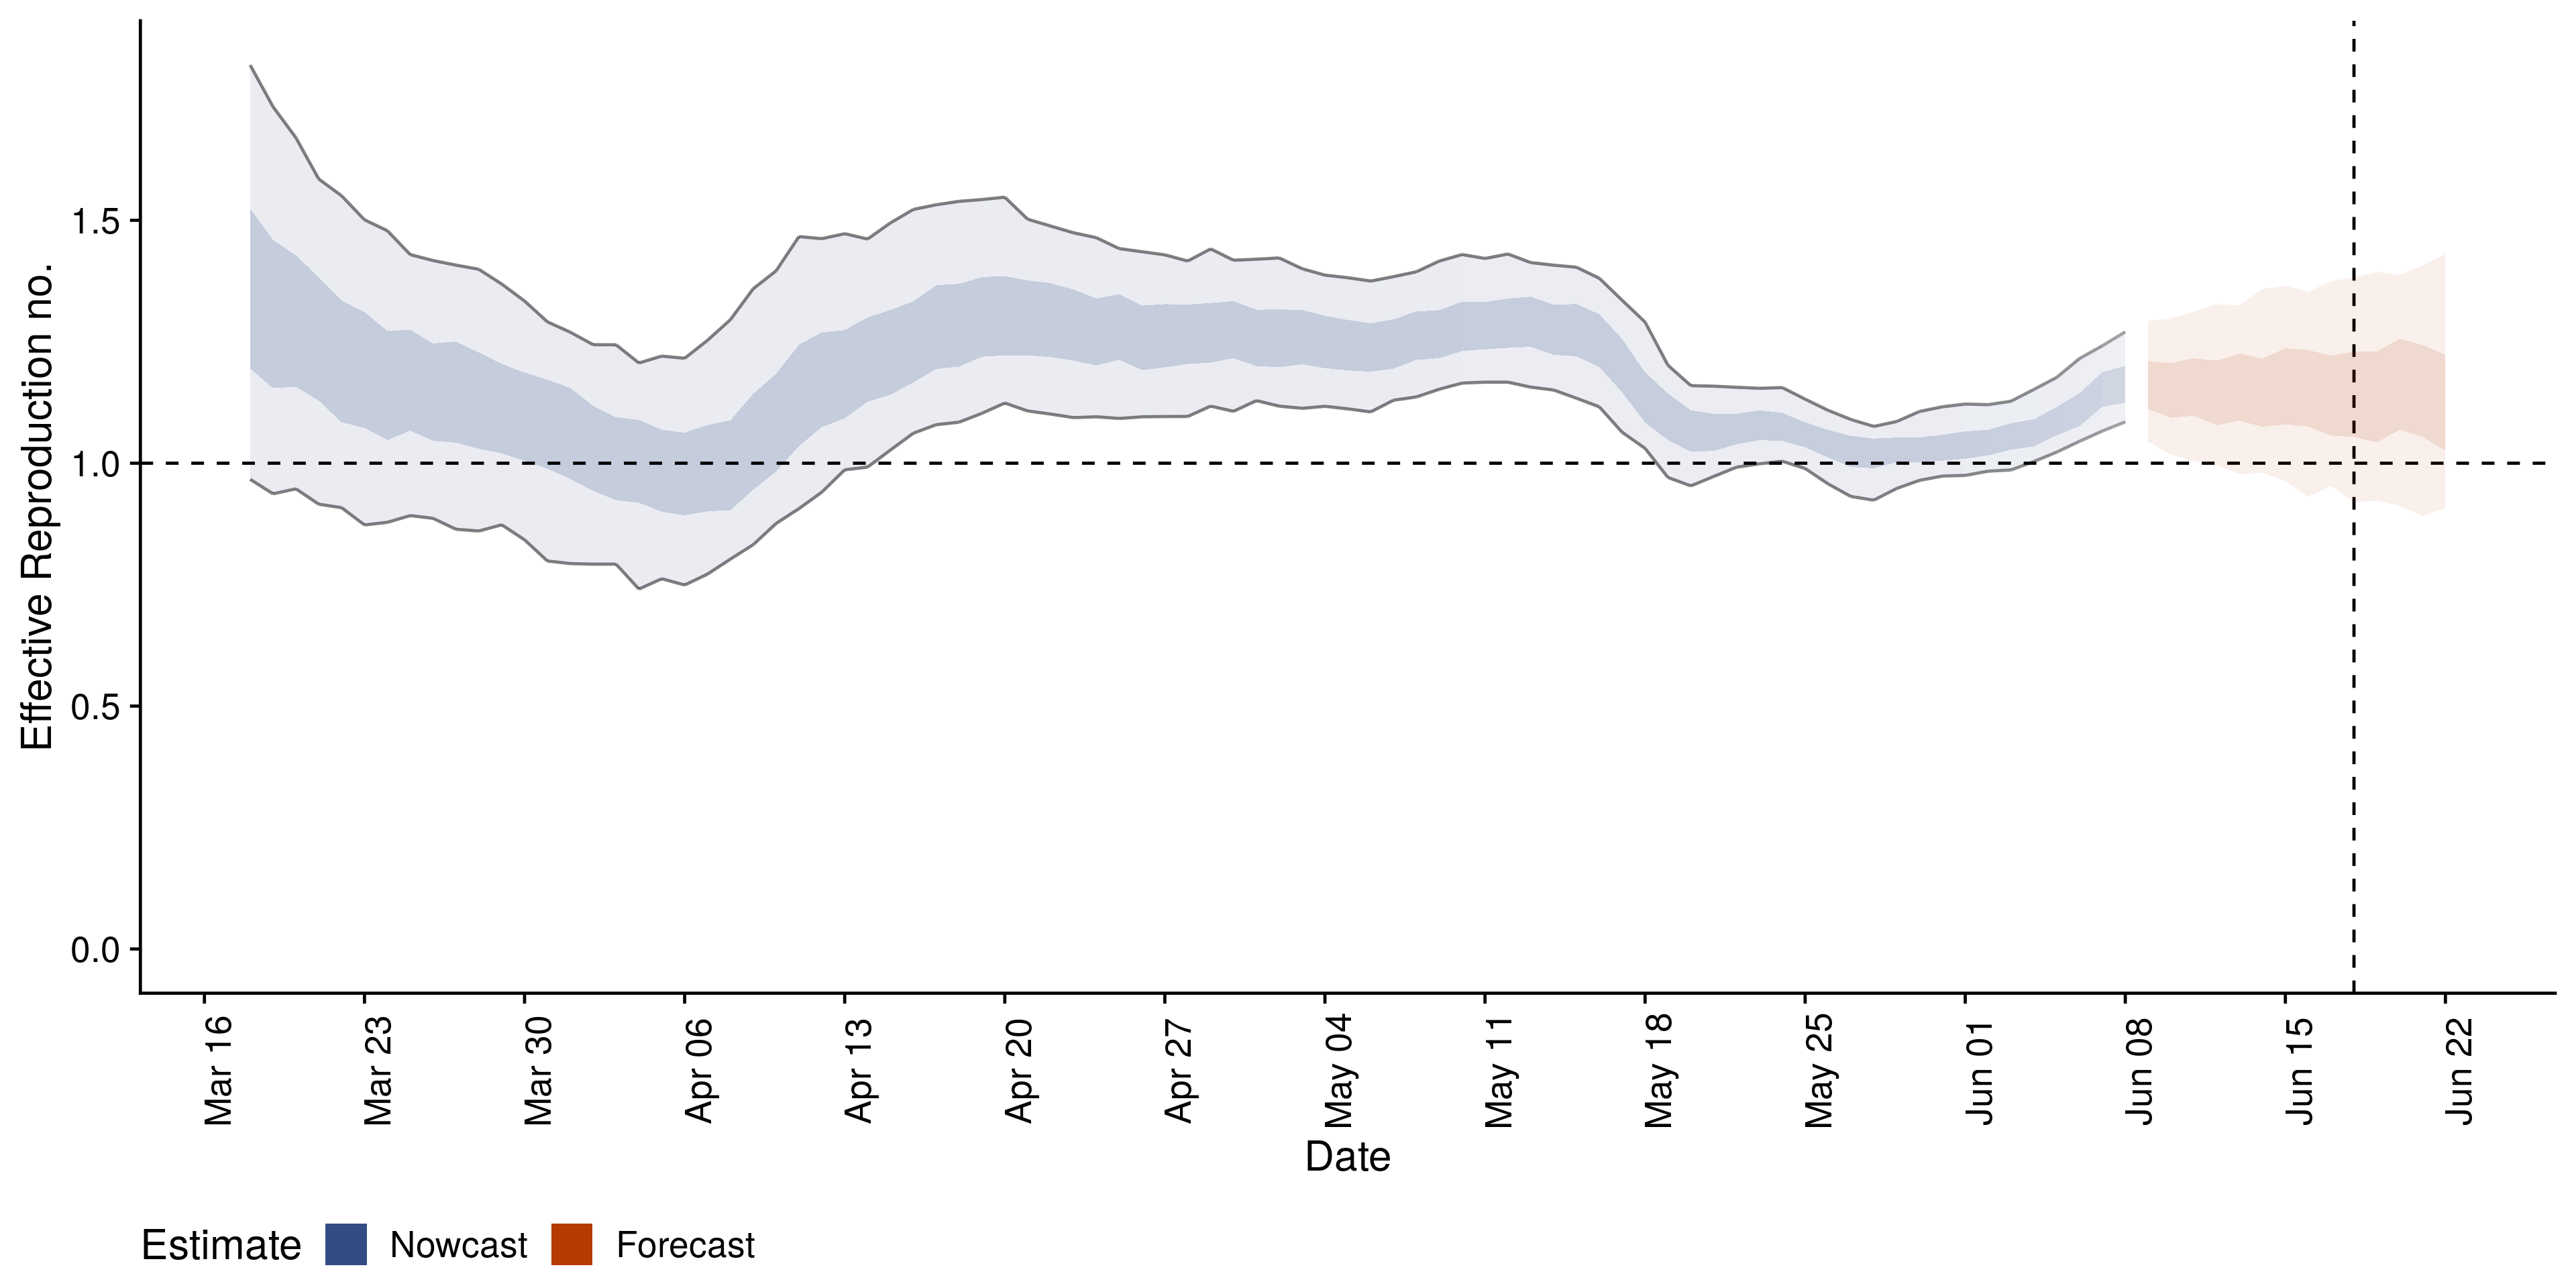 Effective Reproduction no.
1.5
1.0
0.5
0.0
Mar 16
Mar 23
Mar 30
Apr 06
Apr 13
Apr 20
Apr 27
May 04
May 11
May 18
May 25
Jun 01
Jun 08
Jun 15
Jun 22
Date
Estimate Nowcast Forecast